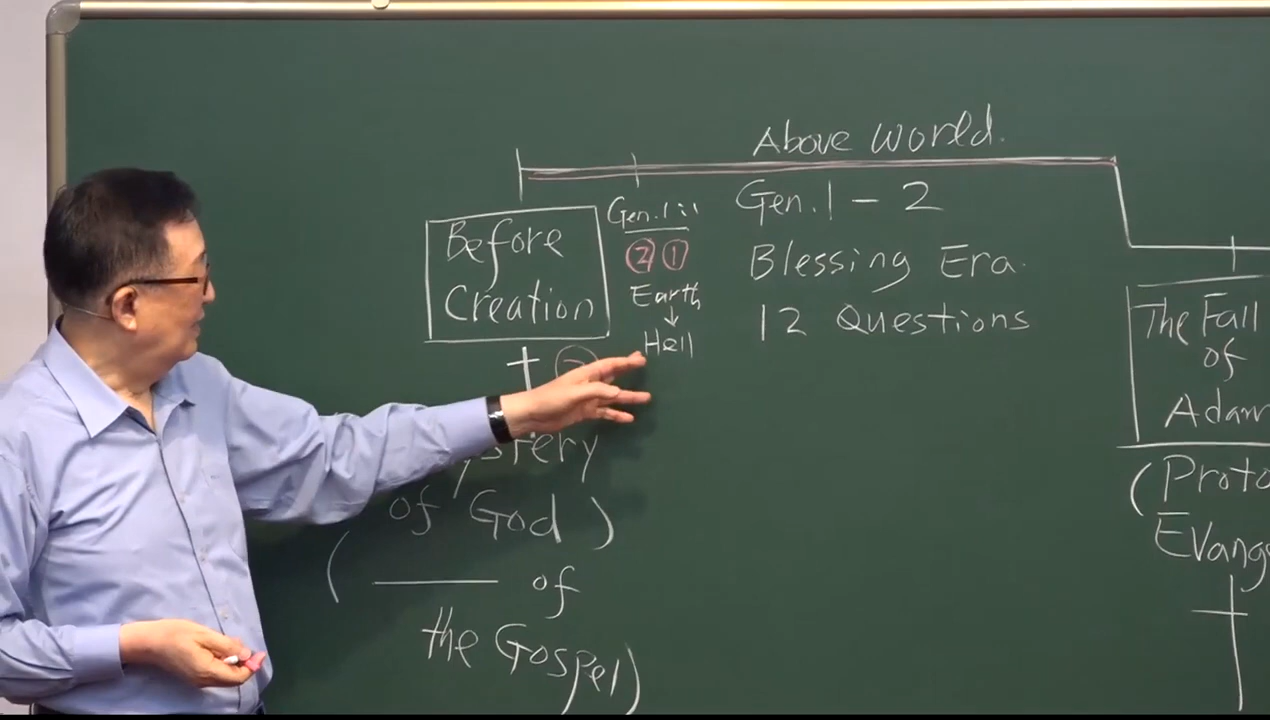 Above world.
Gen. 1 - 2
Blessing Era.
12 Questions
Gen. 1:1
② ①
Earth
↓
Hell
Before
Creation
of God )
( ——— of
the Gospel )
The Fall
of
Adam
(Proto
Evang